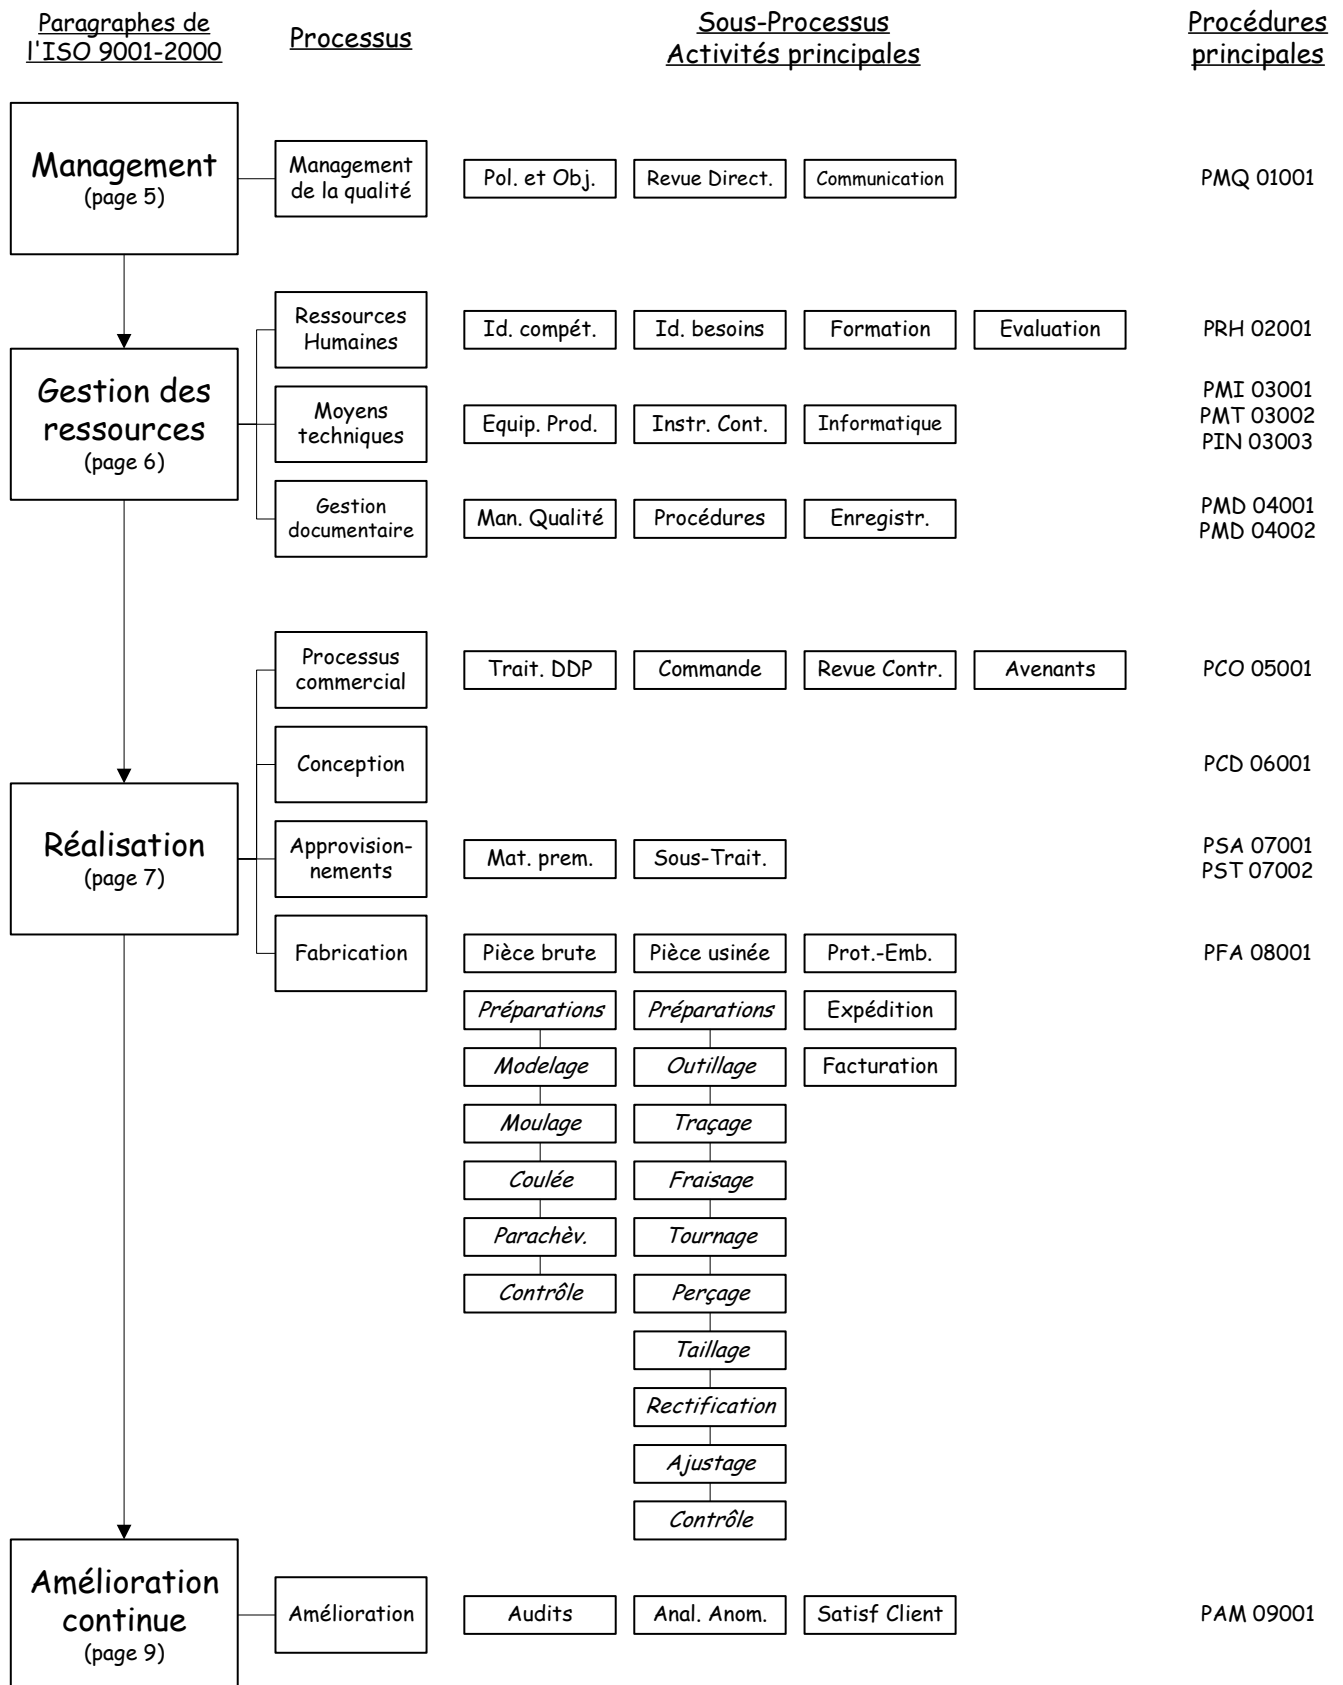 Paragraphes de
l'ISO 9001-2000
Processus
Sous-Processus
Activités principales
Procédures
principales
Management
(page 5)
Management
de la qualité
Pol. et Obj.
Revue Direct.
Communication
PMQ 01001
Gestion des
ressources
(page 6)
Ressources
Humaines
Id. compét.
Id. besoins
Formation
Evaluation
PRH 02001
Moyens
techniques
Equip. Prod.
Instr. Cont.
Informatique
PMI 03001
PMT 03002
PIN 03003
Gestion
documentaire
Man. Qualité
Procédures
Enregistr.
PMD 04001
PMD 04002
Réalisation
(page 7)
Processus
commercial
Trait. DDP
Commande
Revue Contr.
Avenants
PCO 05001
Conception
PCD 06001
Approvision-
nements
Mat. prem.
Sous-Trait.
PSA 07001
PST 07002
Fabrication
Pièce brute
Pièce usinée
Prot.-Emb.
PFA 08001
Préparations
Préparations
Expédition
Modelage
Outillage
Facturation
Moulage
Traçage
Coulée
Fraisage
Parachèv.
Tournage
Contrôle
Perçage
Taillage
Rectification
Ajustage
Contrôle
Amélioration
continue
(page 9)
Amélioration
Audits
Anal. Anom.
Satisf Client
PAM 09001